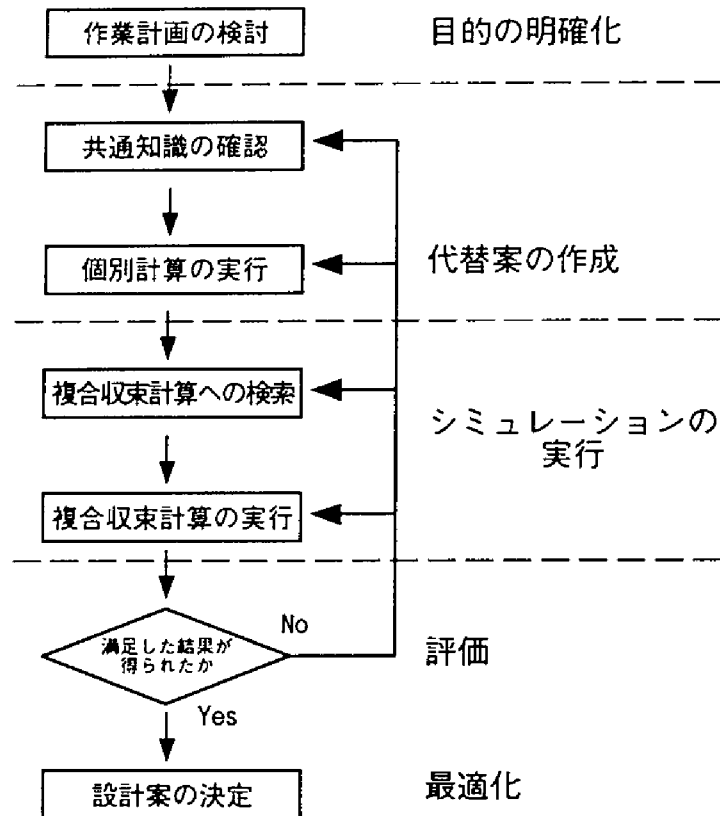 作業計画の検討
目的の明確化
共通知識の確認
個別計算の実行
代替案の作成
複合収束計算への検索
シミュレーションの
実行
複合収束計算の実行
満足した結果が
得られたか
No
評価
Yes
設計案の決定
最適化